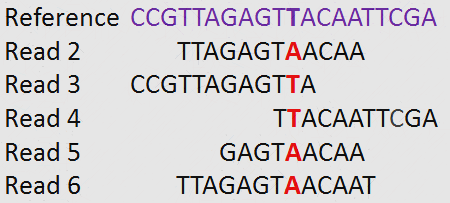 Reference CCGTTAGAGTTACAATTCGA
Read 2 TTAGAGTAACAA
Read 3 CCGTTAGAGTTA
Read 4 TTACAATTCGA
Read 5 GAGTAACAA
Read 6 TTAGAGTAACAAT